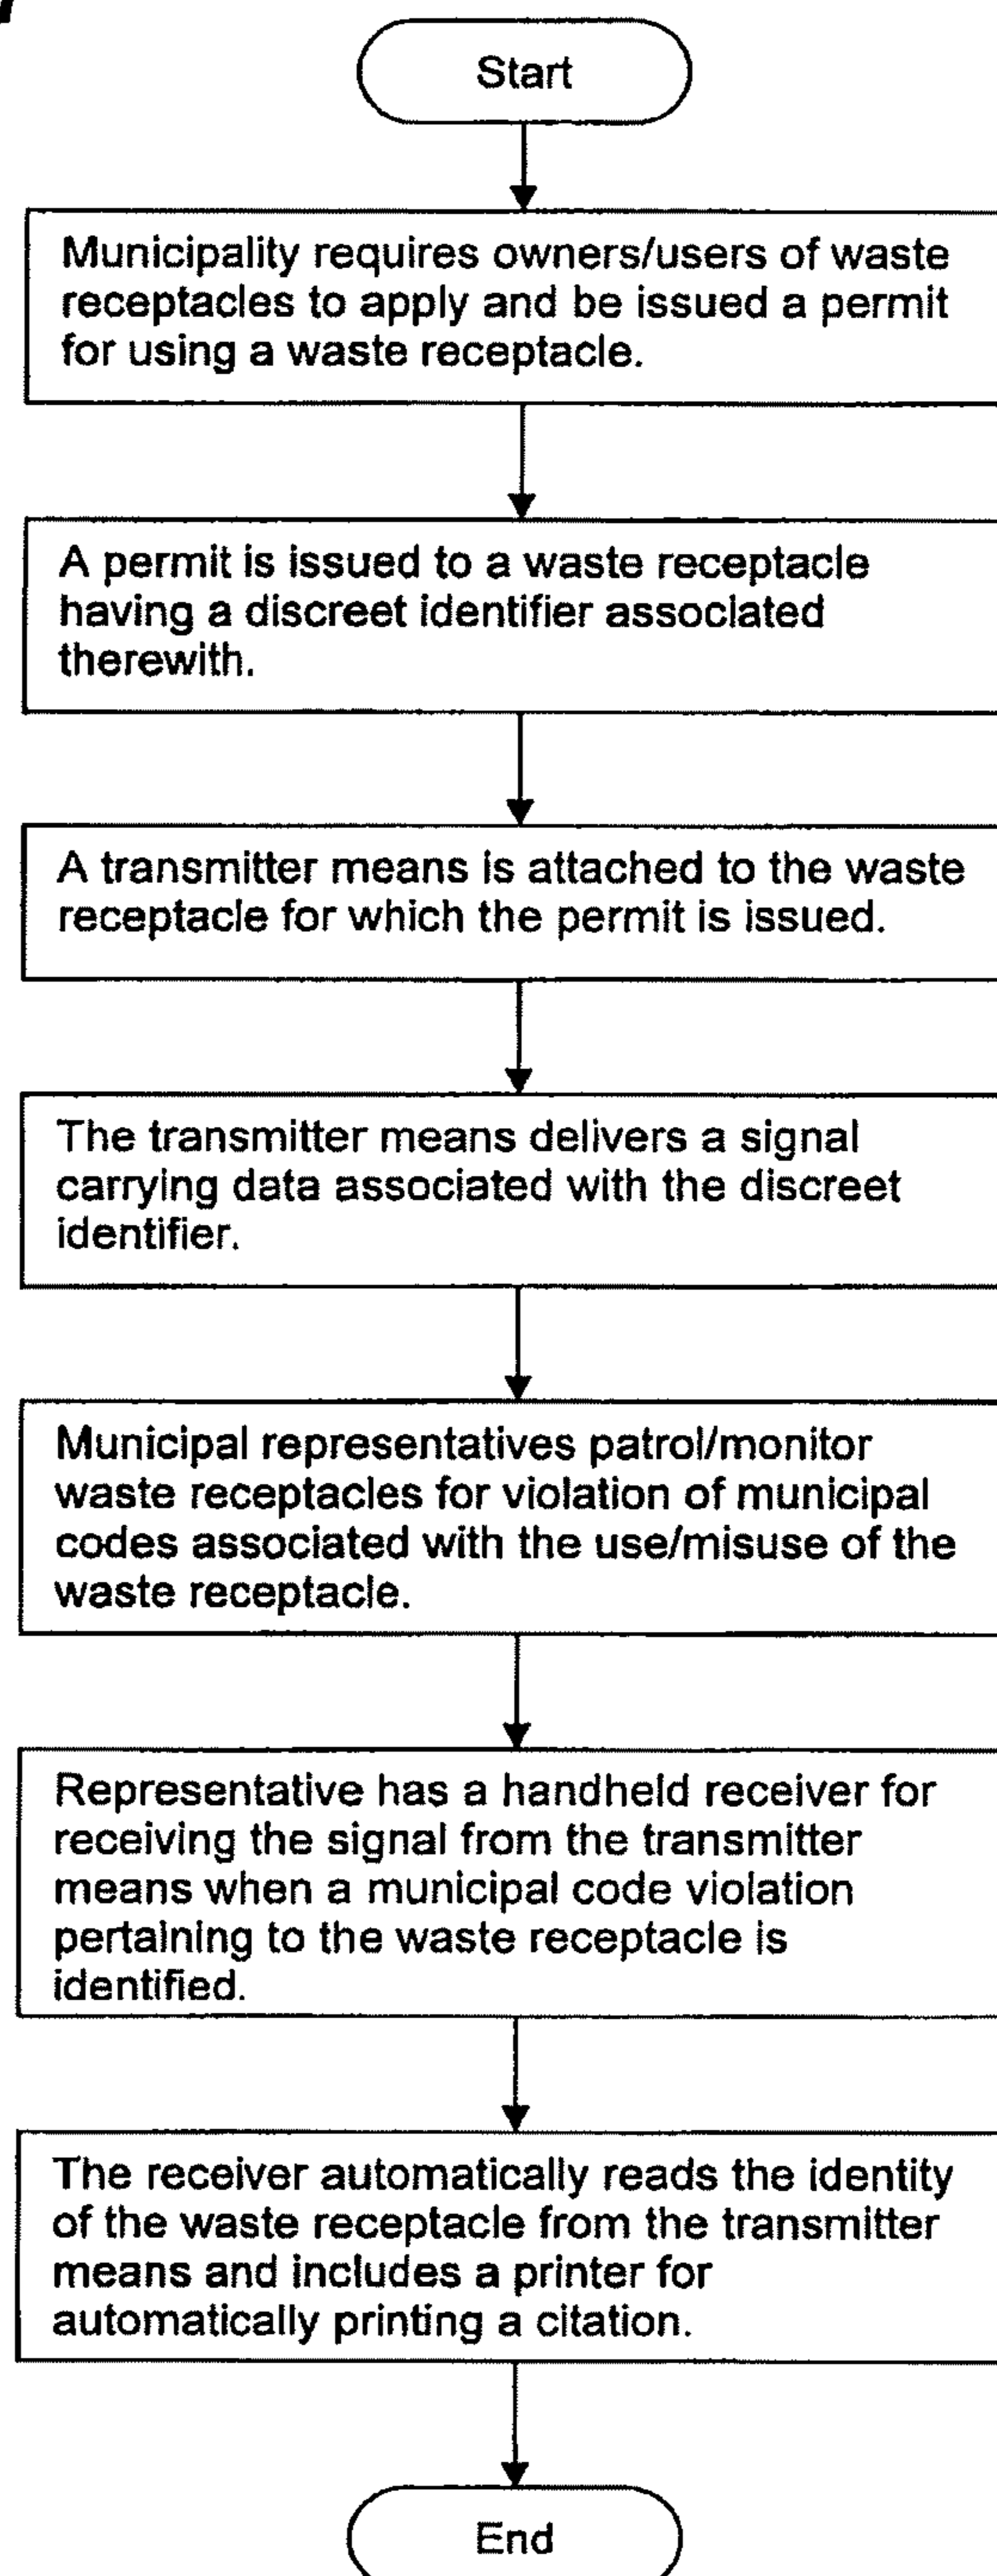 Start
Municipality requires owners/users of waste
receptacles to apply and be issued a permit
for using a waste receptacle.
A permit is issued to a waste receptacle
having a discreet identifier associated
therewith.
A transmitter means is attached to the waste
receptacle for which the permit is issued.
The transmitter means delivers a signal
carrying data associated with the discreet
identifier.
Municipal representatives patrol/monitor
waste receptacles for violation of municipal
codes associated with the use/misuse of the
waste receptacle.
Representative has a handheld receiver for
receiving the signal from the transmitter
means when a municipal code violation
pertaining to the waste receptacle is
identified.
The receiver automatically reads the identity
of the waste receptacle from the transmitter
means and includes a printer for
automatically printing a citation.
End